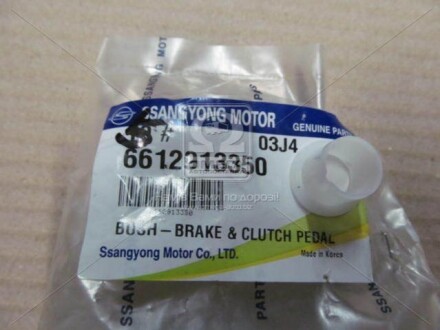 SSANGYONG MOTOR
GENUINE PARTS
03J4
6612913350
BUSH - BRAKE & CLUTCH PEDAL
Ssangyong Motor Co., LTD.
Made in Korea